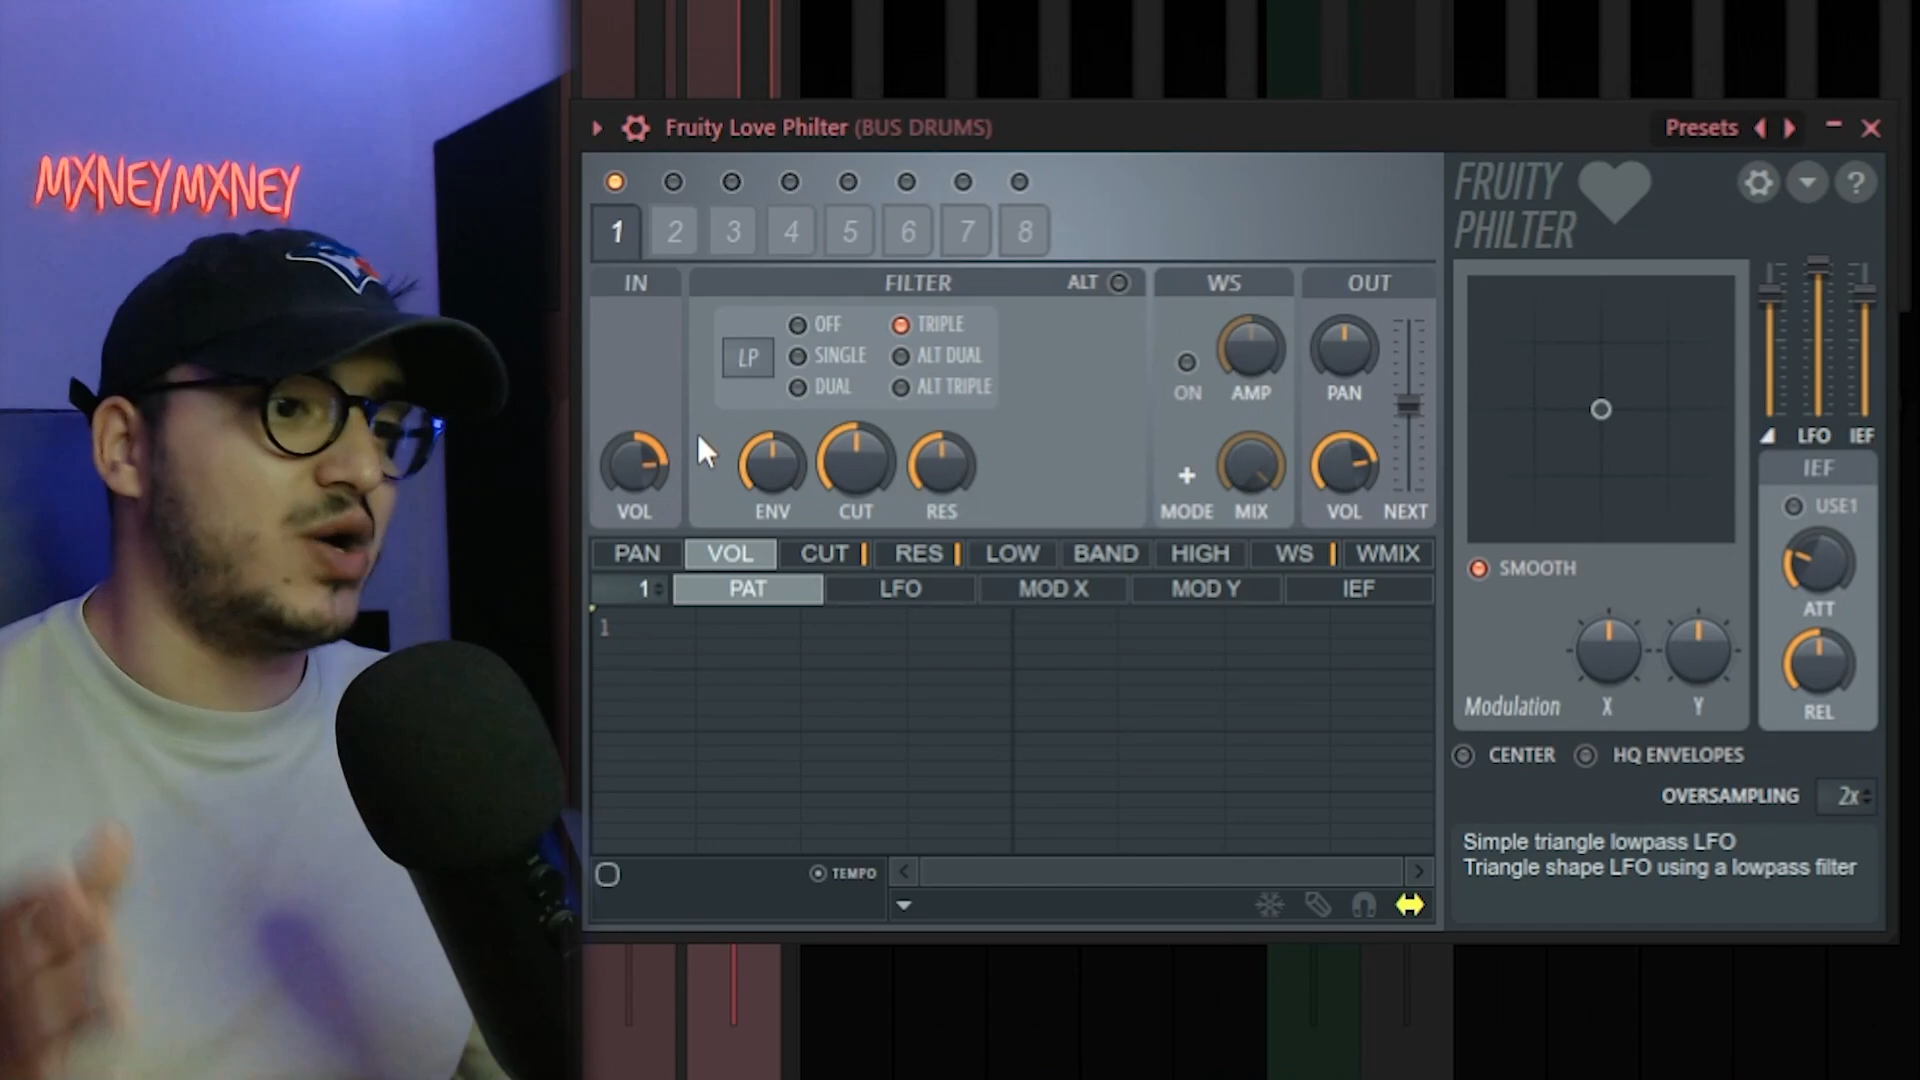 MXNEYMXNEY
Fruity Love Philter (BUS DRUMS)
Presets
1 2 3 4 5 6 7 8
FRUITY
PHILTER
?
IN
FILTER
ALT
WS
OUT
LP
OFF
TRIPLE
SINGLE
ALT DUAL
DUAL
ALT TRIPLE
ON
AMP
PAN
VOL
ENV
CUT
RES
+
MODE
MIX
VOL
NEXT
LFO
IEF
IEF
USE1
ATT
REL
SMOOTH
Modulation
X
Y
PAN VOL CUT RES LOW BAND HIGH WS WMIX
1 PAT LFO MOD X MOD Y IEF
1
CENTER
HQ ENVELOPES
OVERSAMPLING 2x
Simple triangle lowpass LFO
Triangle shape LFO using a lowpass filter
TEMPO